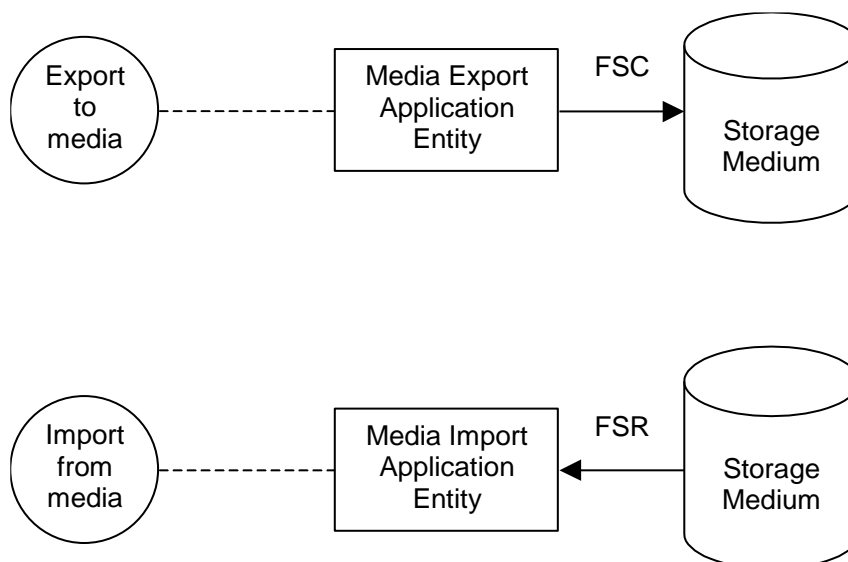 Export
to
media
Media Export
Application
Entity
FSC
Storage
Medium
Import
from
media
Media Import
Application
Entity
FSR
Storage
Medium